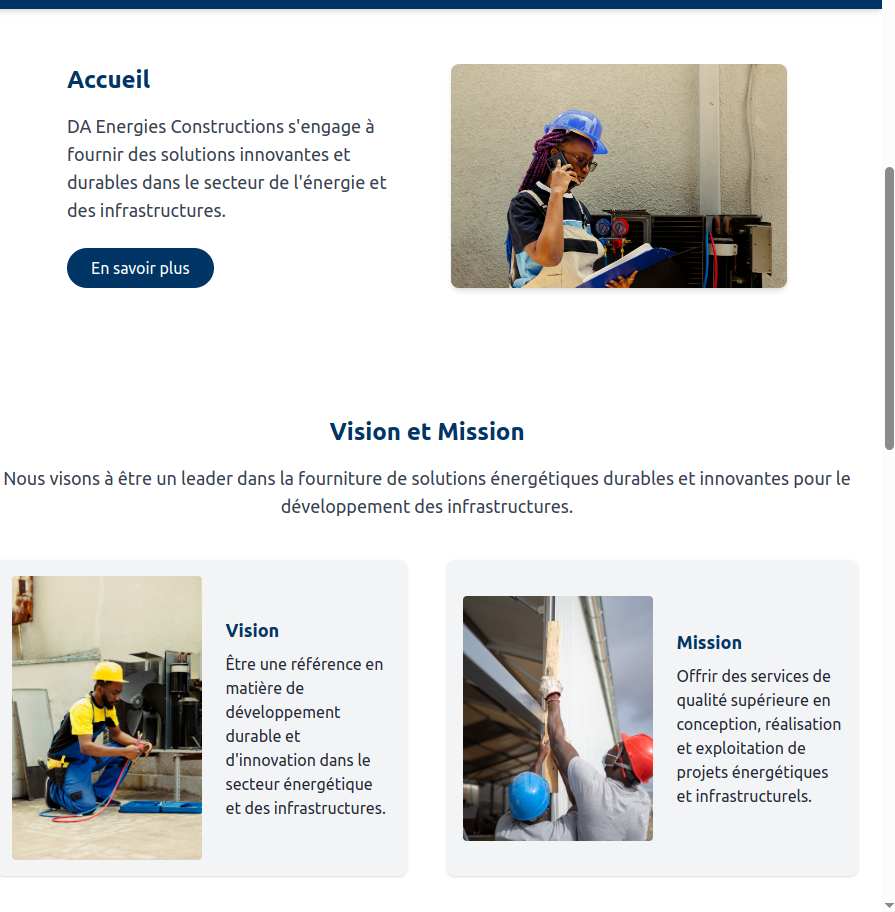 Accueil
DA Energies Constructions s'engage à
fournir des solutions innovantes et
durables dans le secteur de l'énergie et
des infrastructures.
En savoir plus
Vision et Mission
Nous visons à être un leader dans la fourniture de solutions énergétiques durables et innovantes pour le
développement des infrastructures.
Vision
Être une référence en
matière de
développement
durable et
d'innovation dans le
secteur énergétique
et des infrastructures.
Mission
Offrir des services de
qualité supérieure en
conception, réalisation
et exploitation de
projets énergétiques
et infrastructurels.